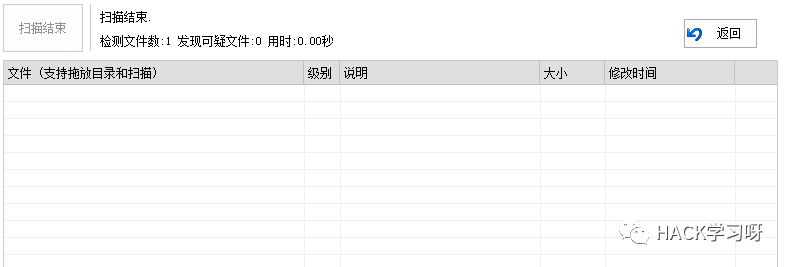 扫描结束
扫描结束.
检测文件数:1 发现可疑文件:0 用时:0.00秒
返回
文件（支持拖放目录和扫描） 级别 说明 大小 修改时间
HACK学习呀